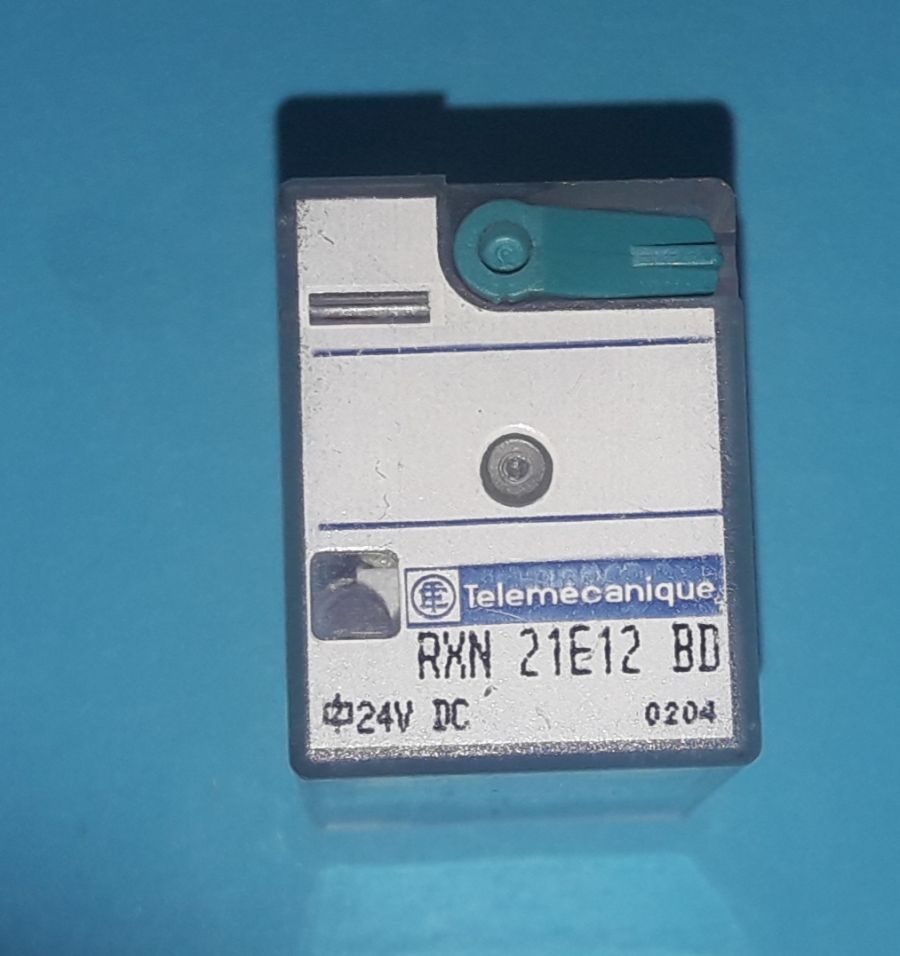 Telemecanique
RXN 21E12 BD
24V DC 0204